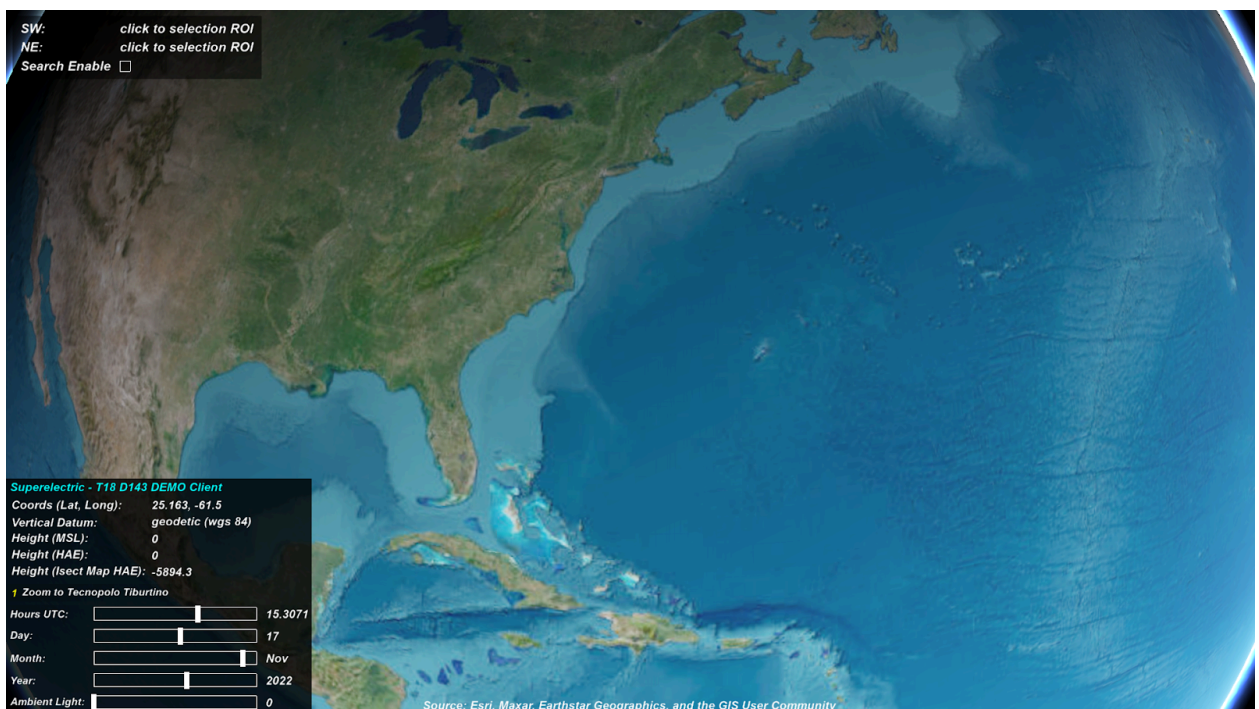 SW: click to selection ROI
NE: click to selection ROI
Search Enable
Superelectric - T18 D143 DEMO Client
Coords (Lat, Long): 25.163, -61.5
Vertical Datum: geodetic (wgs 84)
Height (MSL): 0
Height (HAE): 0
Height (Isect Map HAE): -5894.3
1 Zoom to Tecnopolo Tiburtino
Hours UTC: 15.3071
Day: 17
Month: Nov
Year: 2022
Ambient Light: 0
Source: Esri, Maxar, Earthstar Geographics, and the GIS User Community